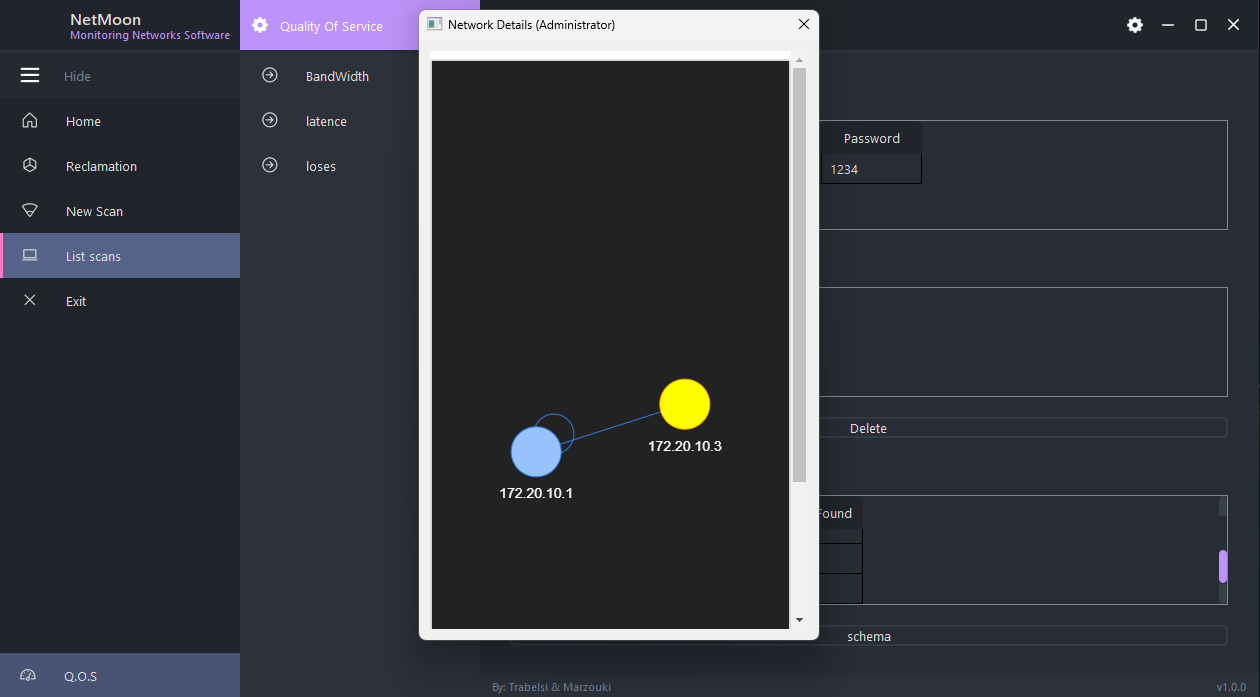 NetMoon
Monitoring Networks Software
Hide
Home
Reclamation
New Scan
List scans
Exit
Q.O.S
Quality Of Service
BandWidth
latence
loses
Network Details (Administrator)
172.20.10.3
172.20.10.1
Password
1234
Delete
Found
schema
By: Trabelsi & Marzouki
v1.0.0